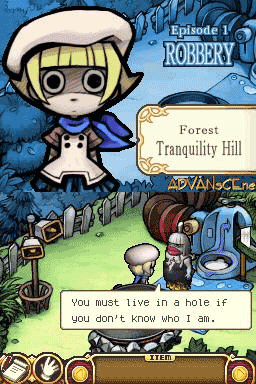 Episode 1
ROBBERY
Forest
Tranquility Hill
ADVANsCEne
You must live in a hole if
you don't know who I am.
ITEM